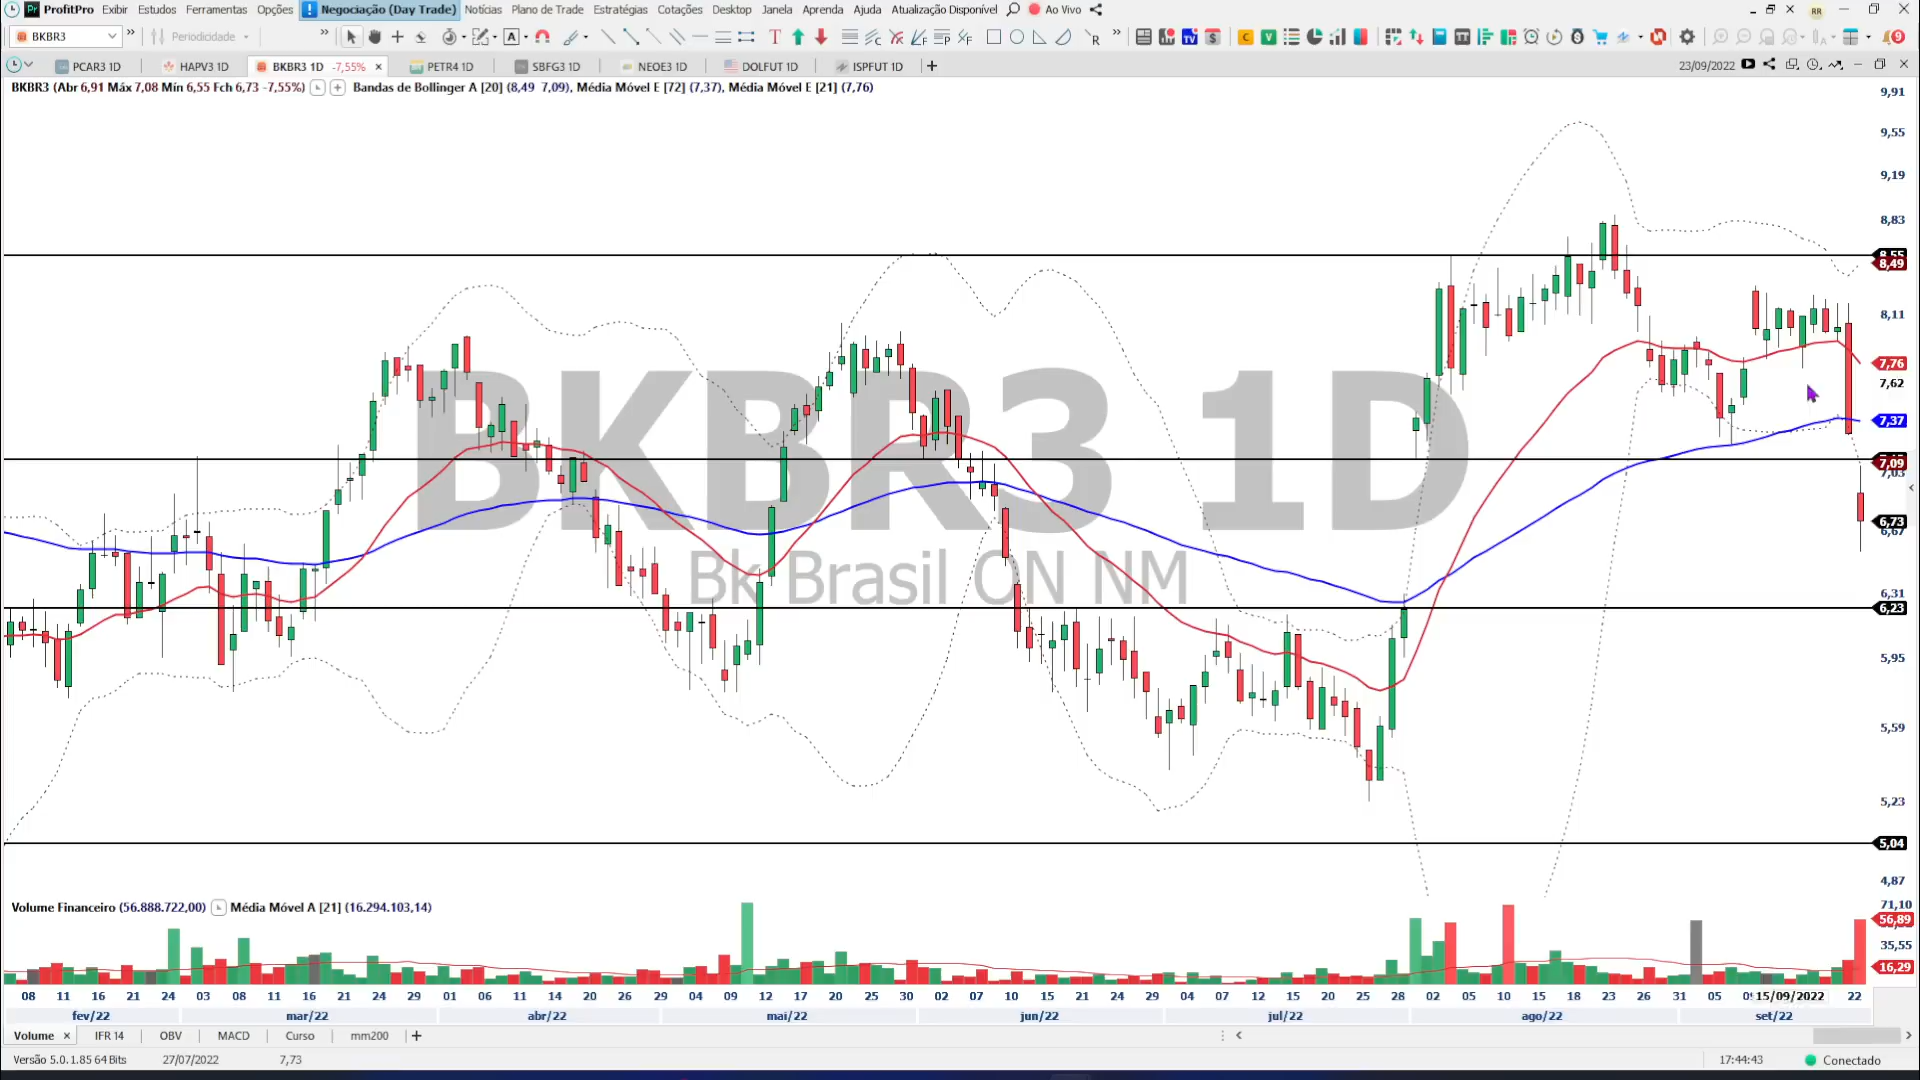 ProfitPro Exibir Estudos Ferramentas Opções ! Negociação (Day Trade) Notícias Plano de Trade Estratégias Cotações Desktop Janela Aprenda Ajuda Atualização Disponível Ao Vivo RR
BKBR3 Periodicidade
PCAR3 1D HAPV3 1D BKBR3 1D -7,55% PETR4 1D SBFG3 1D NEOE3 1D DOLFUT 1D ISPFUT 1D 23/09/2022
BKBR3 (Abr 6,91 Máx 7,08 Mín 6,55 Fch 6,73 -7,55%) Bandas de Bollinger A [20] (8,49 7,09), Média Móvel E [72] (7,37), Média Móvel E [21] (7,76)
9,91
9,55
9,19
8,83
8,55
8,49
8,11
7,76
7,62
7,37
7,09
7,03
6,73
6,67
6,31
6,23
5,95
5,59
5,23
5,04
4,87
BKBR3 1D
Bk Brasil ON NM
Volume Financeiro (56.888.722,00) Média Móvel A [21] (16.294.103,14)
71,10
56,89
35,55
16,29
08 11 16 21 24 03 08 11 16 21 24 29 01 06 11 14 20 26 29 04 09 12 17 20 25 30 02 07 10 15 21 24 29 04 07 12 15 20 25 28 02 05 10 15 18 23 26 31 05 15/09/2022 22
fev/22 mar/22 abr/22 mai/22 jun/22 jul/22 ago/22 set/22
Volume IFR 14 OBV MACD Curso mm200
Versão 5.0.1.85 64 Bits 27/07/2022 7,73 17:44:43 Conectado